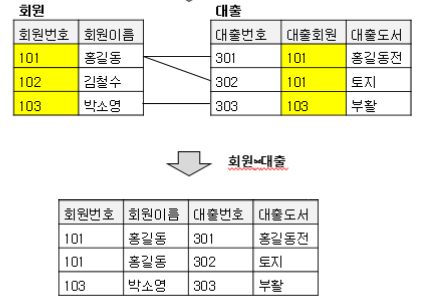 회원 대출
회원번호 회원이름 대출번호 대출회원 대출도서
101 홍길동 301 101 홍길동전
102 김철수 302 101 토지
103 박소영 303 103 부활
회원⋈대출
회원번호 회원이름 대출번호 대출도서
101 홍길동 301 홍길동전
101 홍길동 302 토지
103 박소영 303 부활